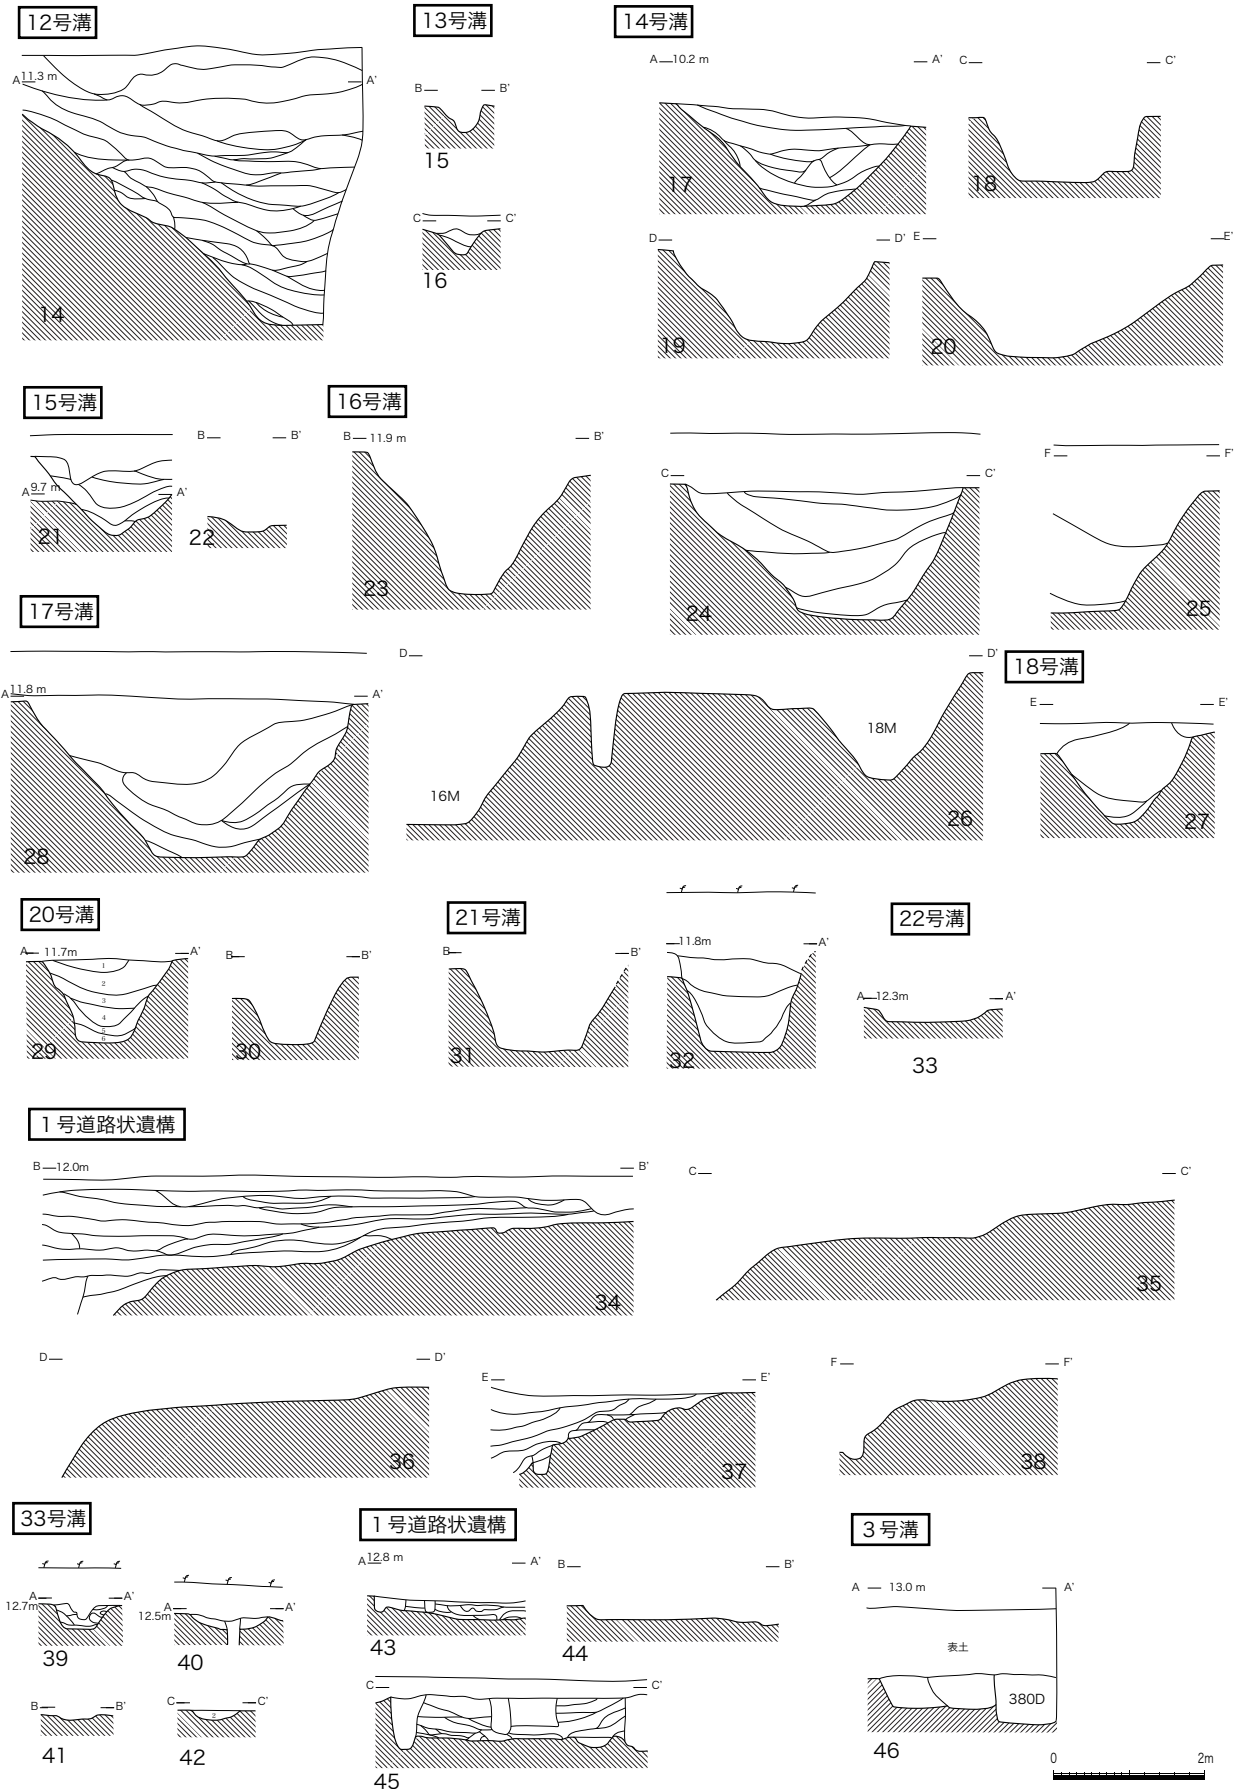 12号溝
A 11.3 m A'
14
13号溝
B B'
15
C C'
16
14号溝
A 10.2 m A'
17
C C'
18
D D'
19
E E'
20
15号溝
A 9.7 m A'
21
B B'
22
16号溝
B 11.9 m B'
23
C C'
24
F F'
25
17号溝
A 11.8 m A'
28
D D'
16M
18M
26
18号溝
E E'
27
20号溝
A 11.7m A'
1
2
3
4
5
6
29
B B'
30
21号溝
B B'
31
11.8m A'
32
22号溝
A 12.3m A'
33
1号道路状遺構
B 12.0m B'
34
C C'
35
D D'
36
E E'
37
F F'
38
33号溝
A A'
12.7m
39
A A'
12.5m
40
B B'
41
C C'
2
42
1号道路状遺構
A 12.8 m A'
43
B B'
44
C C'
45
3号溝
A 13.0 m A'
表土
380D
46
0 2m